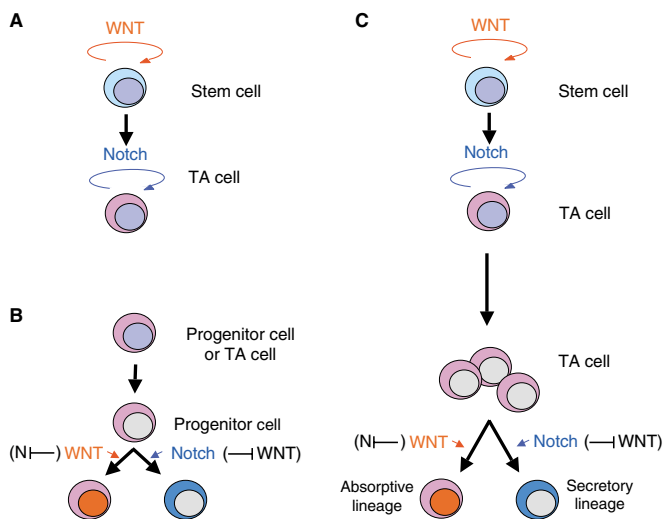 A
WNT
Stem cell
Notch
TA cell
B
Progenitor cell
or TA cell
Progenitor cell
(N⊢) WNT
Notch (⊢WNT)
C
WNT
Stem cell
Notch
TA cell
TA cell
(N⊢) WNT
Notch (⊢WNT)
Absorptive
lineage
Secretory
lineage